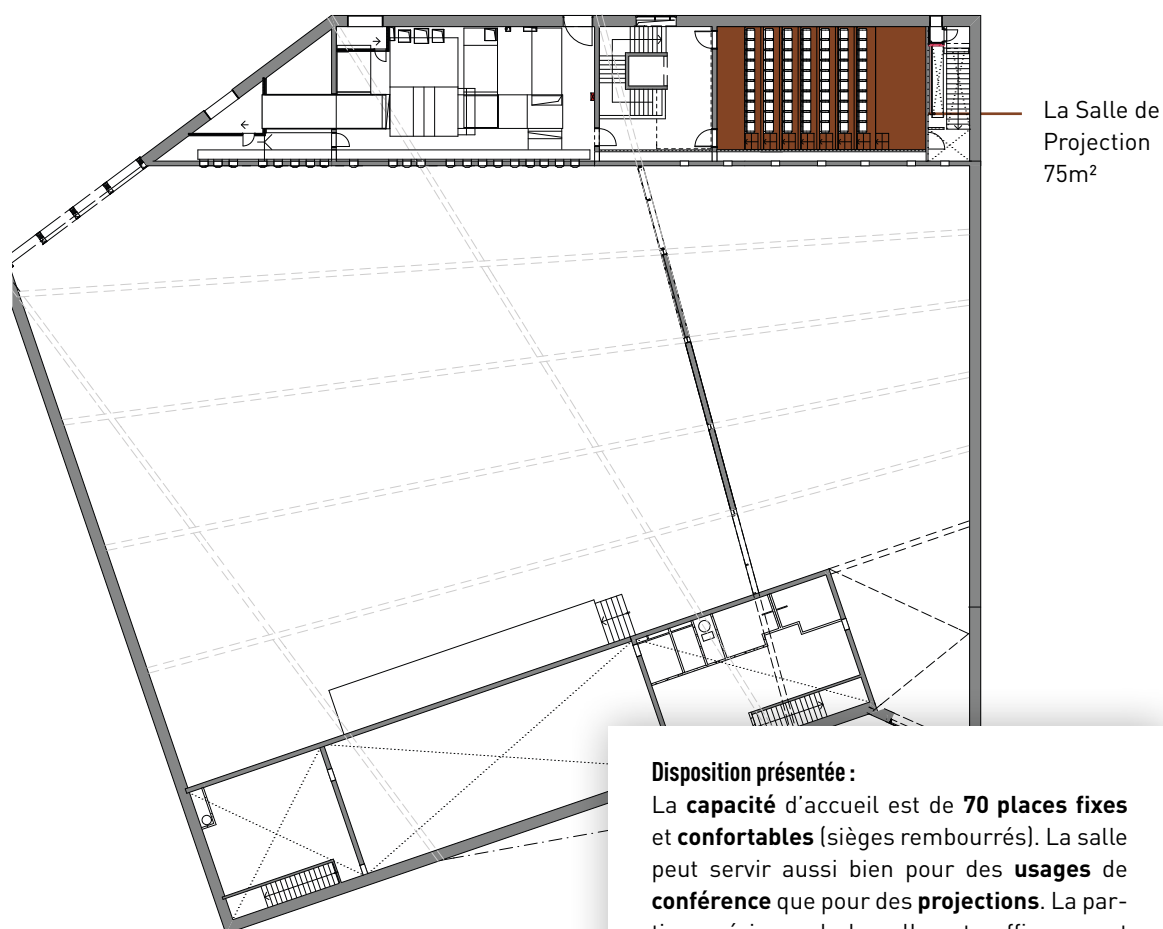 La Salle de
Projection
75m²
Disposition présentée :
La capacité d’accueil est de 70 places fixes
et confortables (sièges rembourrés). La salle
peut servir aussi bien pour des usages de
conférence que pour des projections. La par-